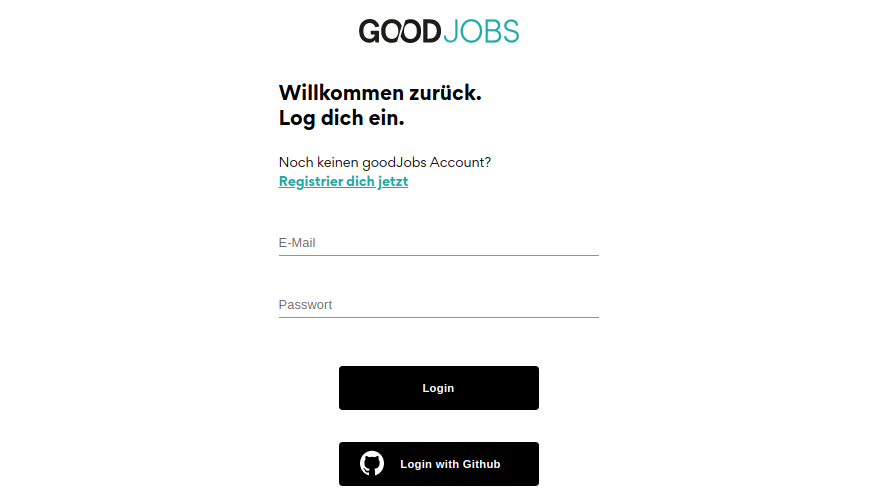 GOODJOBS
Willkommen zurück.
Log dich ein.
Noch keinen goodJobs Account?
Registrier dich jetzt
E-Mail
Passwort
Login
Login with Github